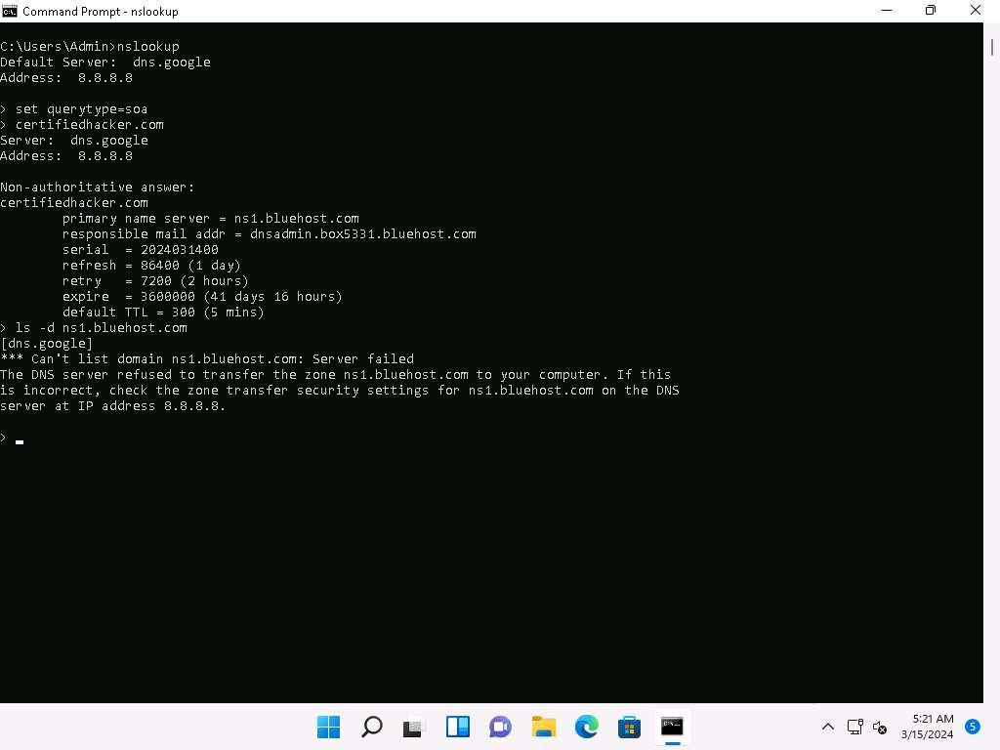 Command Prompt - nslookup
C:\Users\Admin>nslookup
Default Server:  dns.google
Address:  8.8.8.8
> set querytype=soa
> certifiedhacker.com
Server:  dns.google
Address:  8.8.8.8
Non-authoritative answer:
certifiedhacker.com
        primary name server = ns1.bluehost.com
        responsible mail addr = dnsadmin.box5331.bluehost.com
        serial  = 2024031400
        refresh = 86400 (1 day)
        retry   = 7200 (2 hours)
        expire  = 3600000 (41 days 16 hours)
        default TTL = 300 (5 mins)
> ls -d ns1.bluehost.com
[dns.google]
*** Can't list domain ns1.bluehost.com: Server failed
The DNS server refused to transfer the zone ns1.bluehost.com to your computer. If this
is incorrect, check the zone transfer security settings for ns1.bluehost.com on the DNS
server at IP address 8.8.8.8.
>
5:21 AM
3/15/2024
5